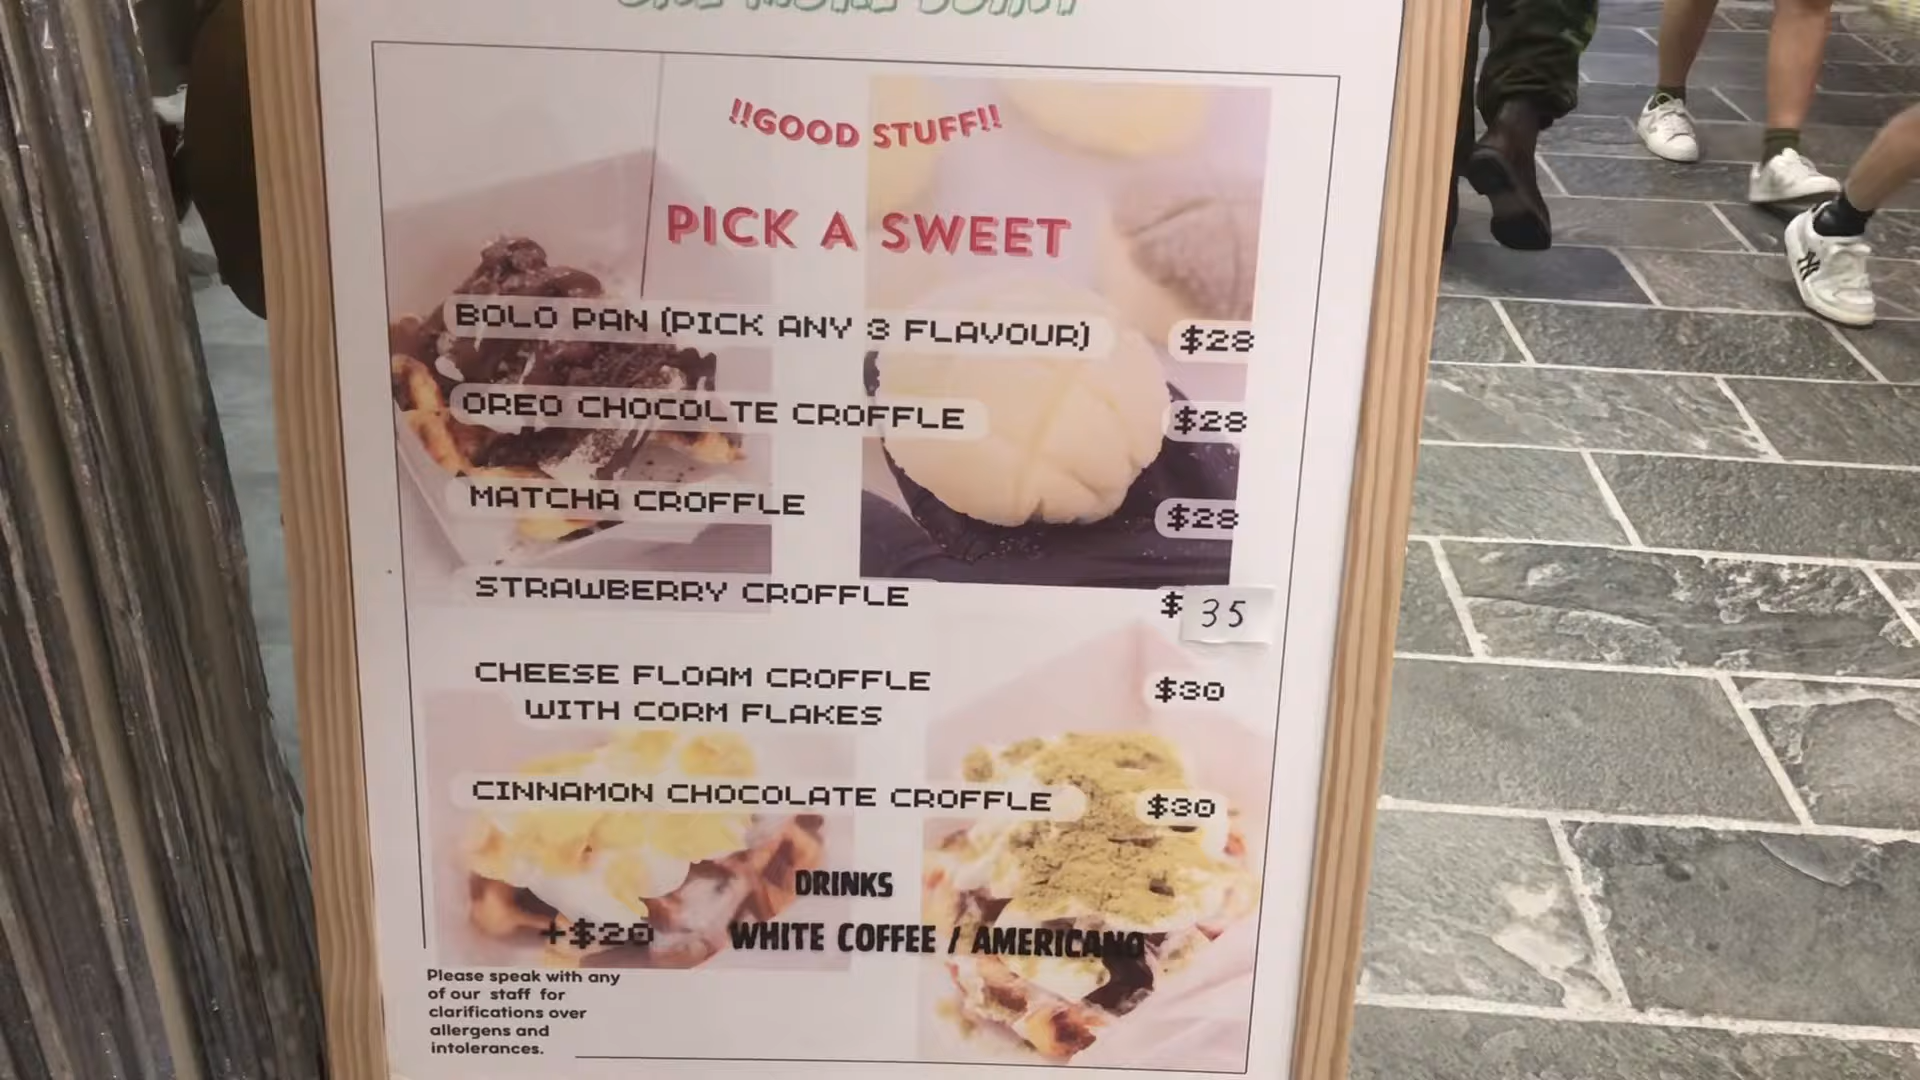 !!GOOD STUFF!!
PICK A SWEET
BOLO PAN (PICK ANY 3 FLAVOUR) $28
OREO CHOCOLTE CROFFLE $28
MATCHA CROFFLE $28
STRAWBERRY CROFFLE $35
CHEESE FLOAM CROFFLE $30
WITH CORM FLAKES
CINNAMON CHOCOLATE CROFFLE $30
DRINKS
+$20 WHITE COFFEE / AMERICANO
Please speak with any
of our staff for
clarifications over
allergens and
intolerances.